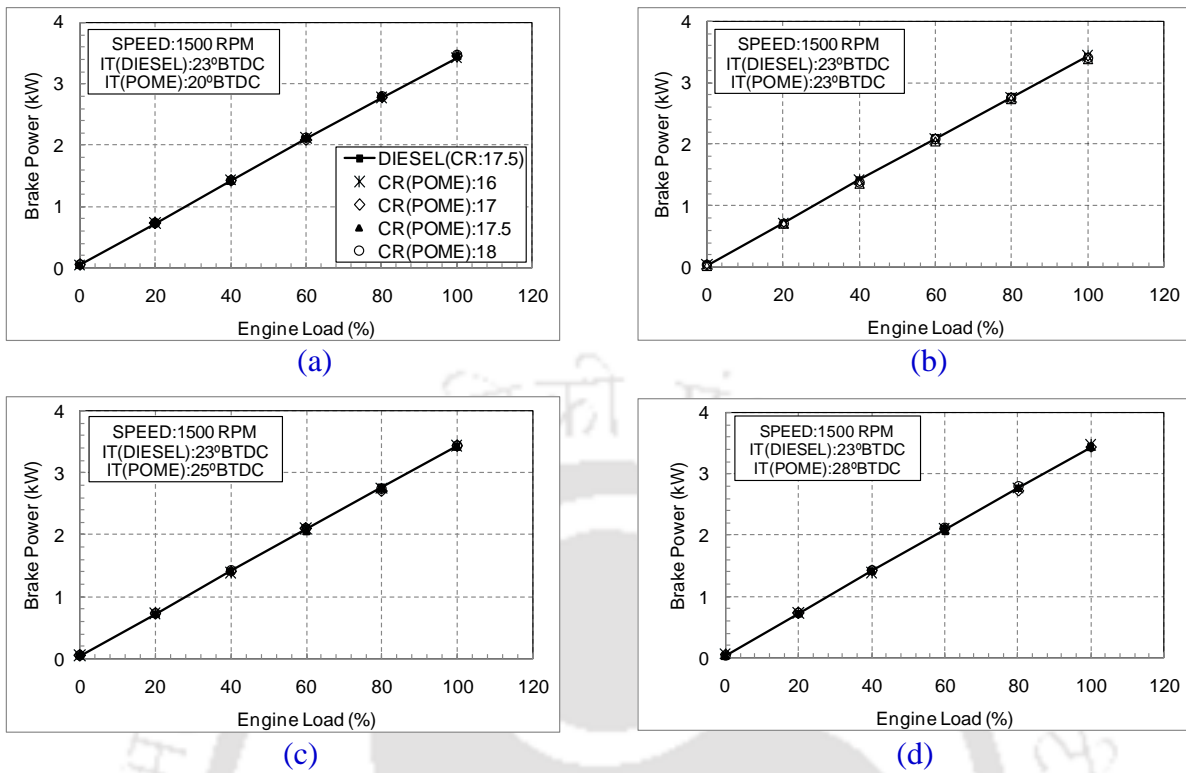 4
3
2
1
0
Brake Power (kW)
SPEED:1500 RPM
IT(DIESEL):23ºBTDC
IT(POME):20ºBTDC
DIESEL(CR:17.5)
CR(POME):16
CR(POME):17
CR(POME):17.5
CR(POME):18
0 20 40 60 80 100 120
Engine Load (%)
(a)
4
3
2
1
0
Brake Power (kW)
SPEED:1500 RPM
IT(DIESEL):23ºBTDC
IT(POME):23ºBTDC
0 20 40 60 80 100 120
Engine Load (%)
(b)
4
3
2
1
0
Brake Power (kW)
SPEED:1500 RPM
IT(DIESEL):23ºBTDC
IT(POME):25ºBTDC
0 20 40 60 80 100 120
Engine Load (%)
(c)
4
3
2
1
0
Brake Power (kW)
SPEED:1500 RPM
IT(DIESEL):23ºBTDC
IT(POME):28ºBTDC
0 20 40 60 80 100 120
Engine Load (%)
(d)